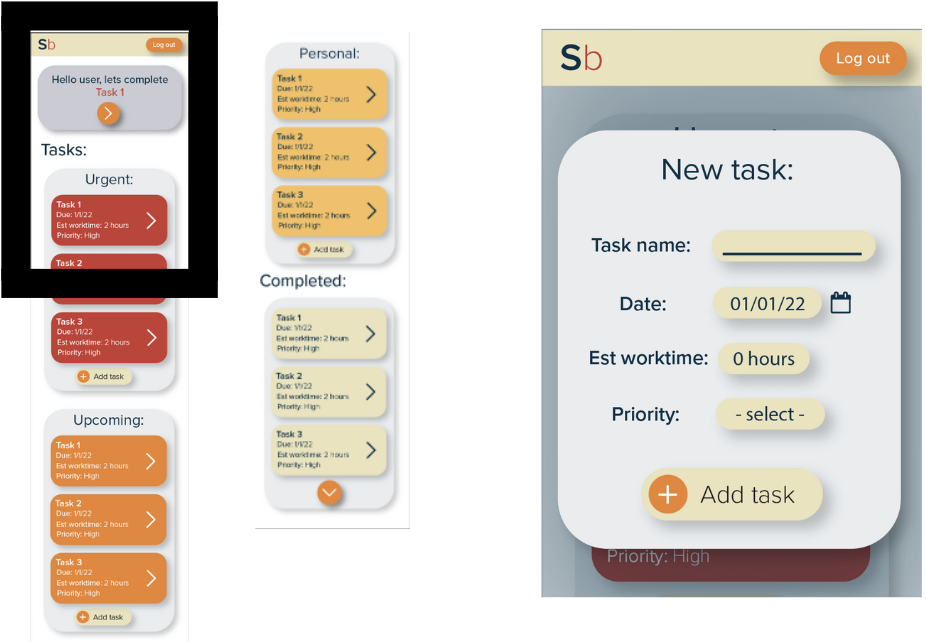 Sb
Log out
Hello user, lets complete
Task 1
Tasks:
Urgent:
Task 1
Due: 1/1/22
Est worktime: 2 hours
Priority: High
Task 2
Task 3
Due: 1/1/22
Est worktime: 2 hours
Priority: High
Add task
Upcoming:
Task 1
Due: 1/1/22
Est worktime: 2 hours
Priority: High
Task 2
Due: 1/1/22
Est worktime: 2 hours
Priority: High
Task 3
Due: 1/1/22
Est worktime: 2 hours
Priority: High
Add task
Personal:
Task 1
Due: 1/1/22
Est worktime: 2 hours
Priority: High
Task 2
Due: 1/1/22
Est worktime: 2 hours
Priority: High
Task 3
Due: 1/1/22
Est worktime: 2 hours
Priority: High
Add task
Completed:
Task 1
Due: 1/1/22
Est worktime: 2 hours
Priority: High
Task 2
Due: 1/1/22
Est worktime: 2 hours
Priority: High
Task 3
Due: 1/1/22
Est worktime: 2 hours
Priority: High
Sb
Log out
New task:
Task name:
Date: 01/01/22
Est worktime: 0 hours
Priority: - select -
Add task
Priority: High